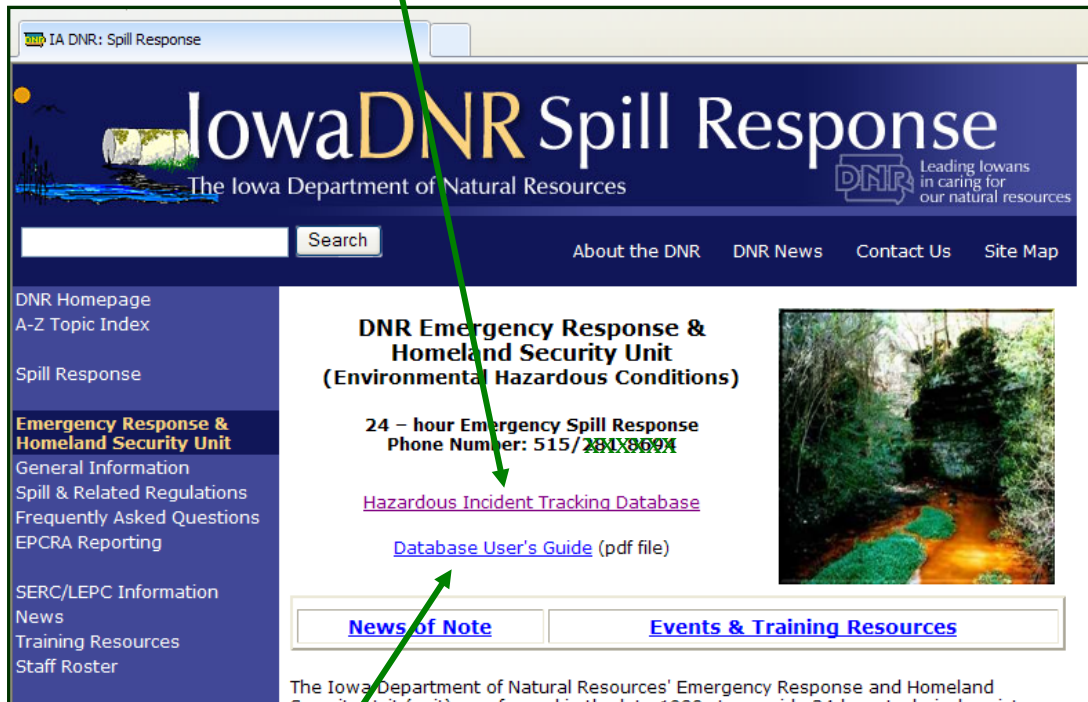 IA DNR: Spill Response
IowaDNR Spill Response
The Iowa Department of Natural Resources
DNR Leading Iowans
in caring for
our natural resources
Search
About the DNR DNR News Contact Us Site Map
DNR Homepage
A-Z Topic Index
Spill Response
Emergency Response &
Homeland Security Unit
General Information
Spill & Related Regulations
Frequently Asked Questions
EPCRA Reporting
SERC/LEPC Information
News
Training Resources
Staff Roster
DNR Emergency Response &
Homeland Security Unit
(Environmental Hazardous Conditions)
24 – hour Emergency Spill Response
Phone Number: 515/
Hazardous Incident Tracking Database
Database User's Guide (pdf file)
News of Note Events & Training Resources
The Iowa Department of Natural Resources' Emergency Response and Homeland